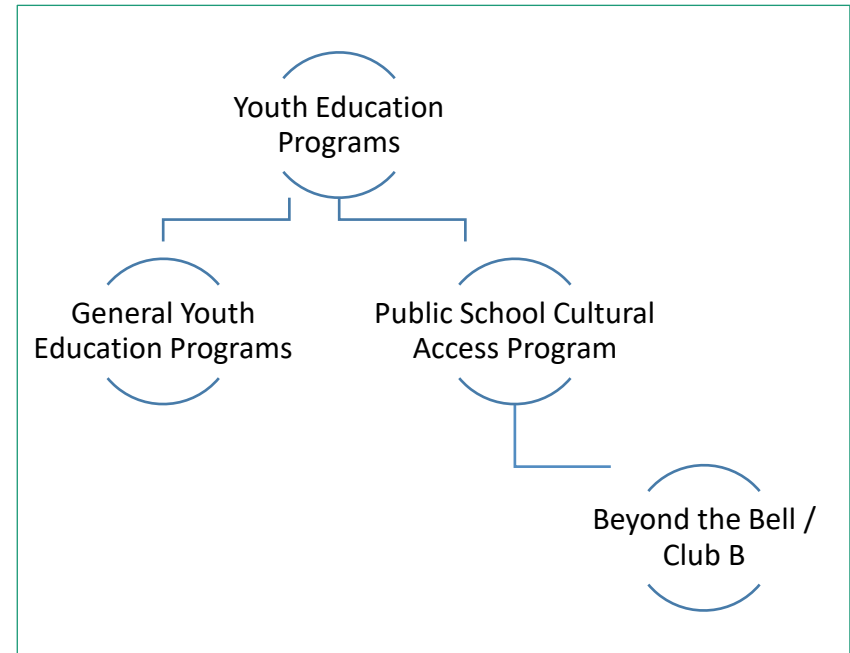 Youth Education
Programs
General Youth
Education Programs
Public School Cultural
Access Program
Beyond the Bell /
Club B